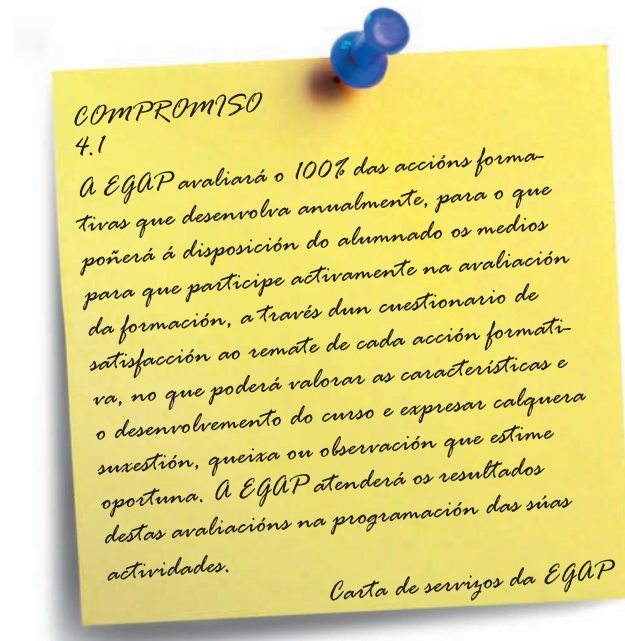 COMPROMISO
4.1
A EGAP avaliará o 100% das accións forma-
tivas que desenvolva anualmente, para o que
poñerá á disposición do alumnado os medios
para que participe activamente na avaliación
da formación, a través dun cuestionario de
satisfacción ao remate de cada acción formati-
va, no que poderá valorar as características e
o desenvolvemento do curso e expresar calquera
suxestión, queixa ou observación que estime
oportuna. A EGAP atenderá os resultados
destas avaliacións na programación das súas
actividades.
Carta de servizos da EGAP